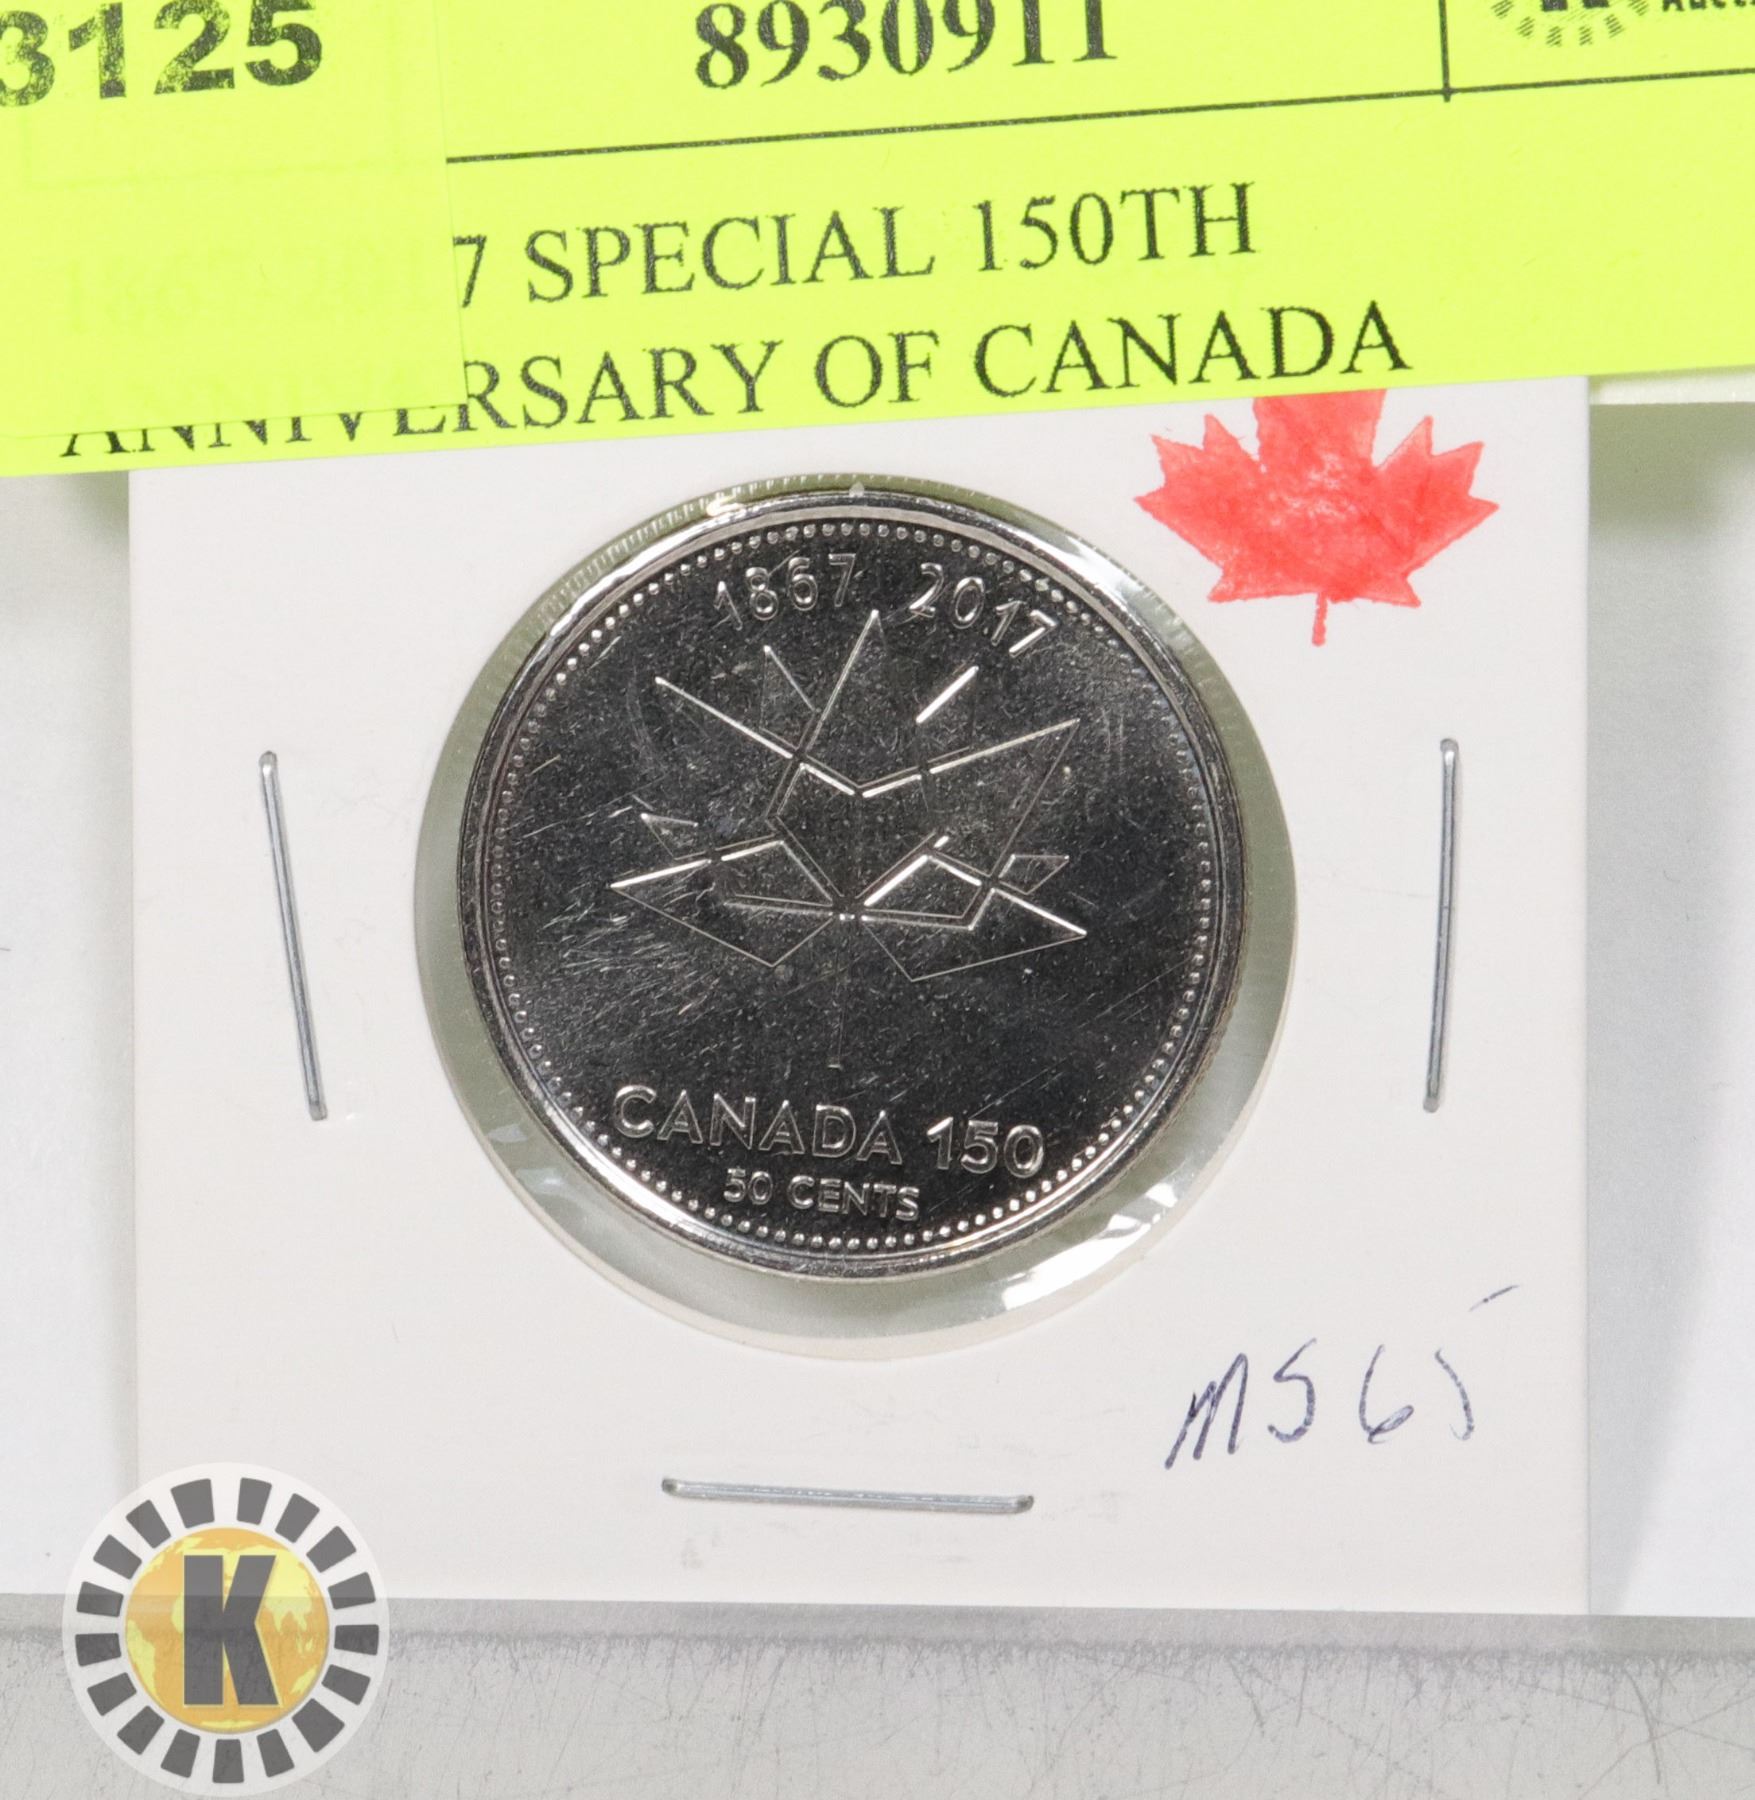 3125
8930911
7 SPECIAL 150TH
ANNIVERSARY OF CANADA
1867 2017
CANADA 150
50 CENTS
MS65
K